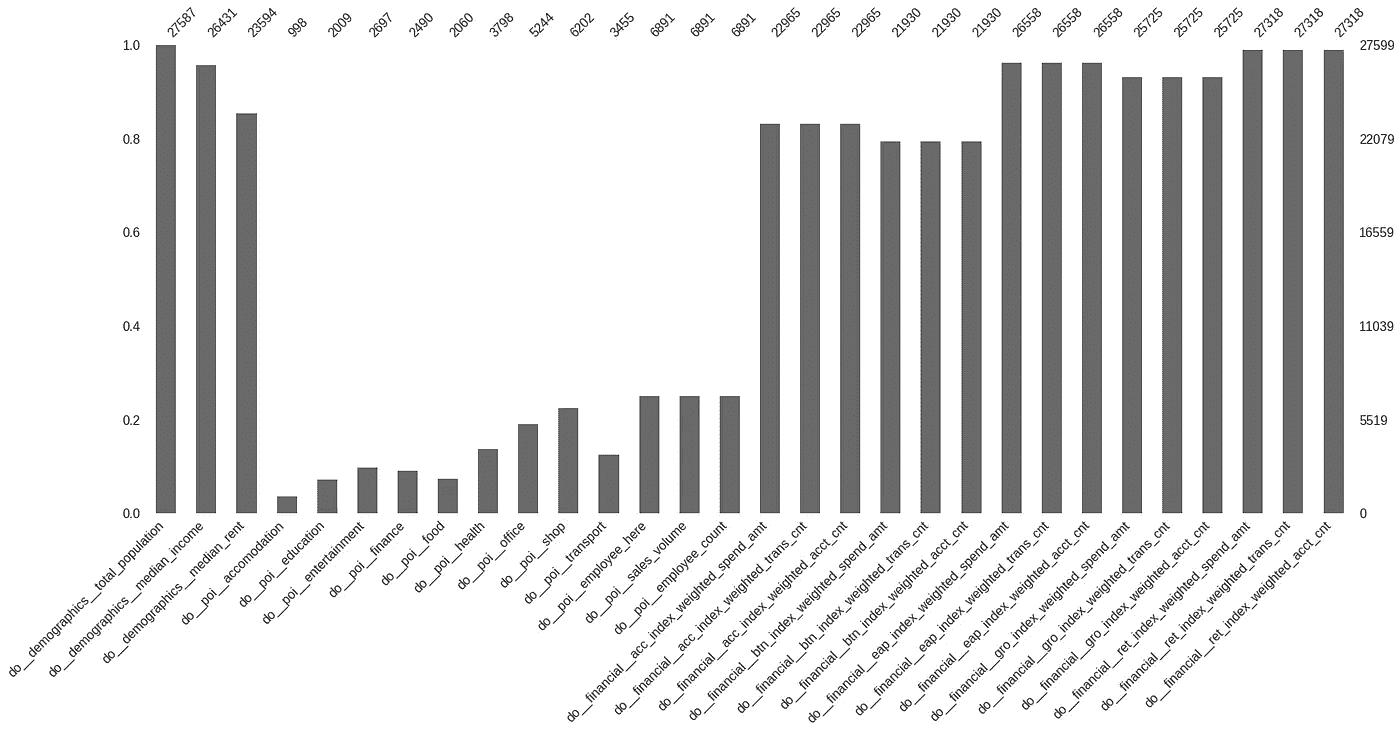 27587
26431
23594
998
2009
2697
2490
2060
3798
5244
6202
3455
6891
6891
6891
22965
22965
22965
21930
21930
21930
26558
26558
26558
25725
25725
25725
27318
27318
27318
1.0
0.8
0.6
0.4
0.2
0.0
27599
22079
16559
11039
5519
0
do__demographics__total_population
do__demographics__median_income
do__demographics__median_rent
do__poi__accomodation
do__poi__education
do__poi__entertainment
do__poi__finance
do__poi__food
do__poi__health
do__poi__office
do__poi__shop
do__poi__transport
do__poi__employee_here
do__poi__sales_volume
do__poi__employee_count
do__financial__acc_index_weighted_spend_amt
do__financial__acc_index_weighted_trans_cnt
do__financial__acc_index_weighted_acct_cnt
do__financial__btn_index_weighted_spend_amt
do__financial__btn_index_weighted_trans_cnt
do__financial__btn_index_weighted_acct_cnt
do__financial__eap_index_weighted_spend_amt
do__financial__eap_index_weighted_trans_cnt
do__financial__eap_index_weighted_acct_cnt
do__financial__gro_index_weighted_spend_amt
do__financial__gro_index_weighted_trans_cnt
do__financial__gro_index_weighted_acct_cnt
do__financial__ret_index_weighted_spend_amt
do__financial__ret_index_weighted_trans_cnt
do__financial__ret_index_weighted_acct_cnt